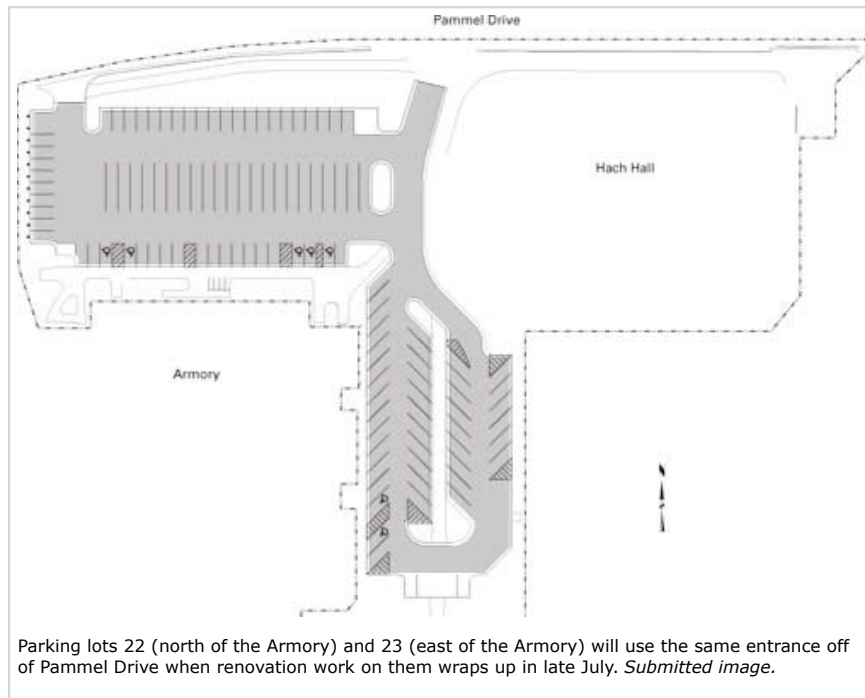 Pammel Drive
Hach Hall
Armory
Parking lots 22 (north of the Armory) and 23 (east of the Armory) will use the same entrance off
of Pammel Drive when renovation work on them wraps up in late July. Submitted image.